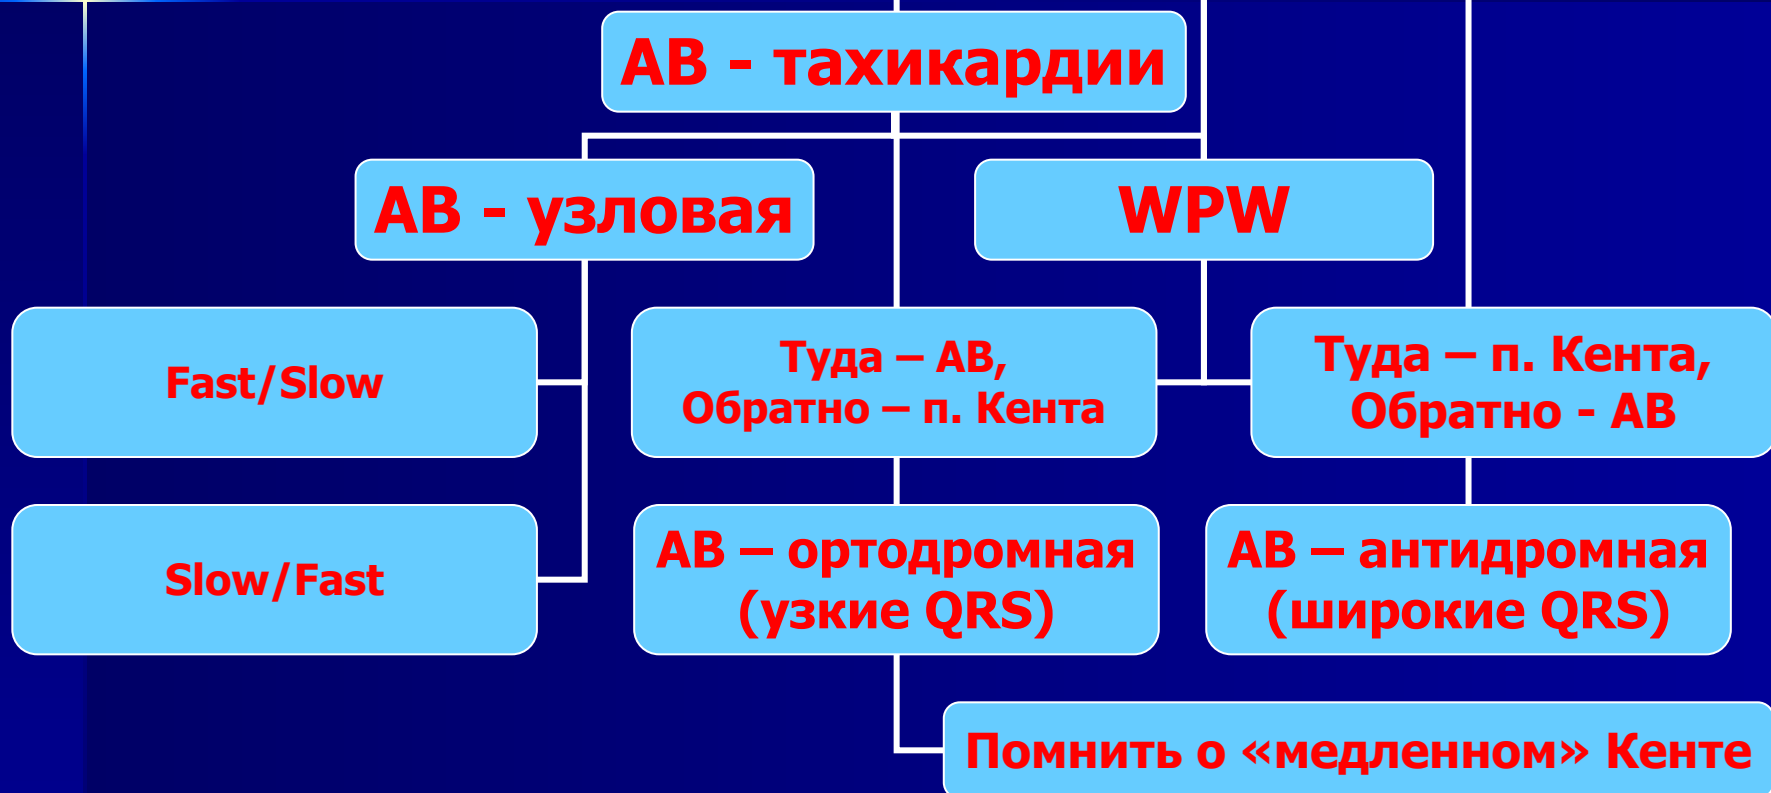 АВ - тахикардии
АВ - узловая
WPW
Fast/Slow
Туда – АВ,
Обратно – п. Кента
Туда – п. Кента,
Обратно - АВ
Slow/Fast
АВ – ортодромная
(узкие QRS)
АВ – антидромная
(широкие QRS)
Помнить о «медленном» Кенте